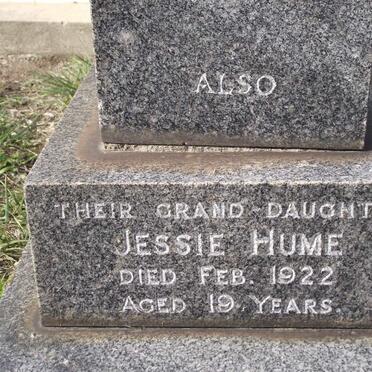 ALSO
THEIR GRAND-DAUGHT
JESSIE HUME
DIED FEB. 1922
AGED 19 YEARS.